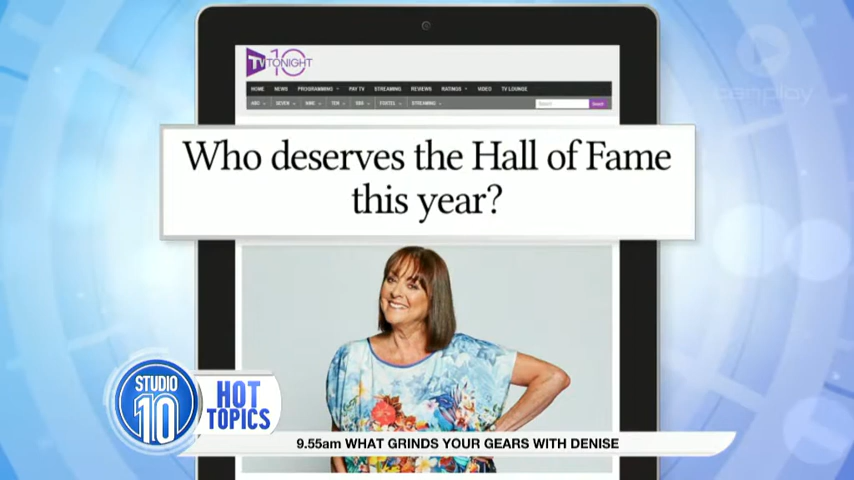 TV TONIGHT 10
HOME NEWS PROGRAMMING PAY TV STREAMING REVIEWS RATINGS VIDEO TV LOUNGE
ABC SEVEN NINE TEN SBS FOXTEL STREAMING
Search Search
tenplay
Who deserves the Hall of Fame
this year?
STUDIO
10
HOT
TOPICS
9.55am WHAT GRINDS YOUR GEARS WITH DENISE